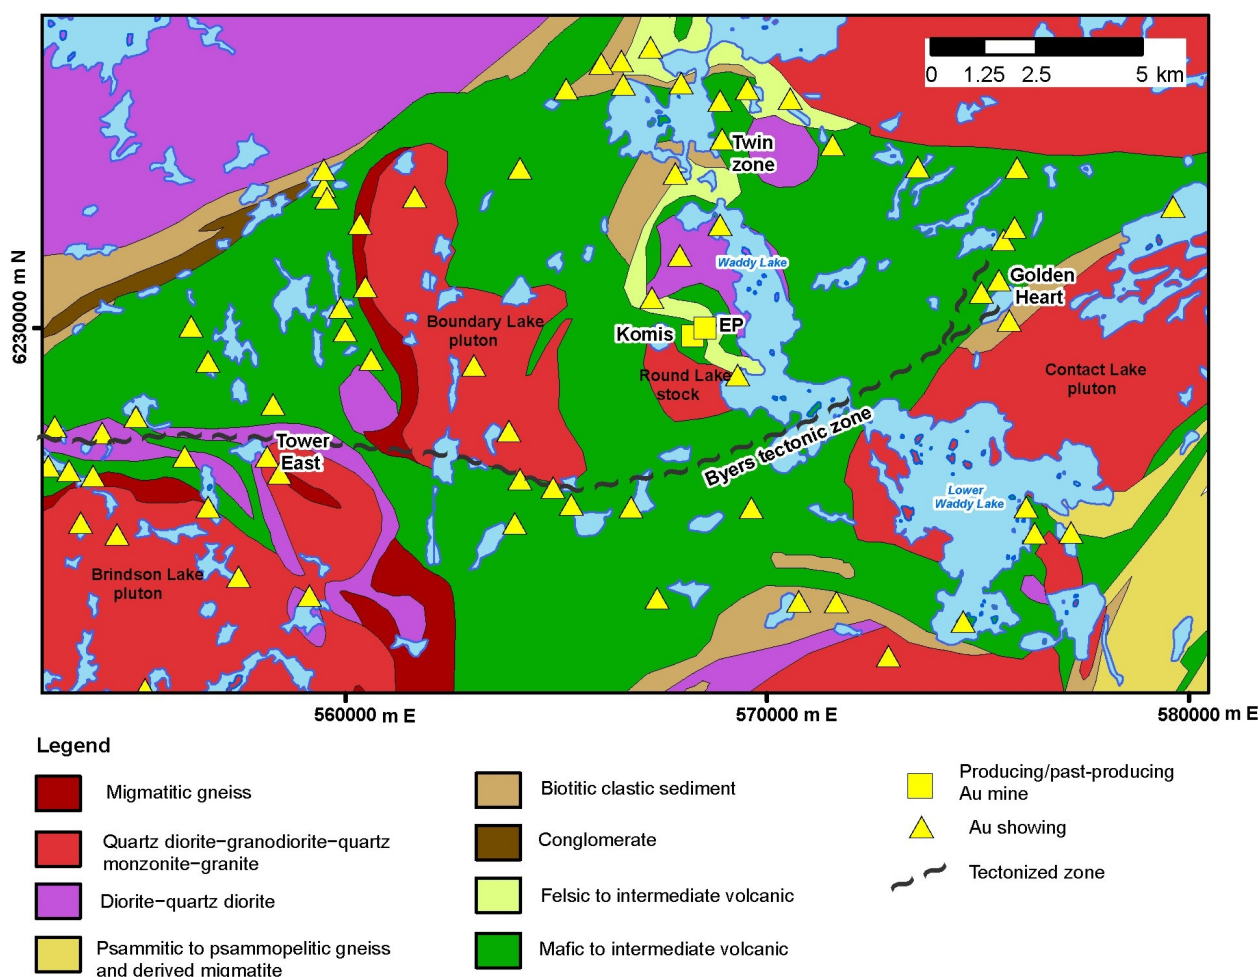 0 1.25 2.5 5 km
Twin
zone
Waddy Lake
Golden
Heart
6230000 m N
Boundary Lake
pluton
Komis
EP
Round Lake
stock
Contact Lake
pluton
Tower
East
Byers tectonic zone
Lower
Waddy Lake
Brindson Lake
pluton
560000 m E
570000 m E
580000 m E
Legend
Migmatitic gneiss
Quartz diorite−granodiorite−quartz
monzonite−granite
Diorite−quartz diorite
Psammitic to psammopelitic gneiss
and derived migmatite
Biotitic clastic sediment
Conglomerate
Felsic to intermediate volcanic
Mafic to intermediate volcanic
Producing/past-producing
Au mine
Au showing
Tectonized zone